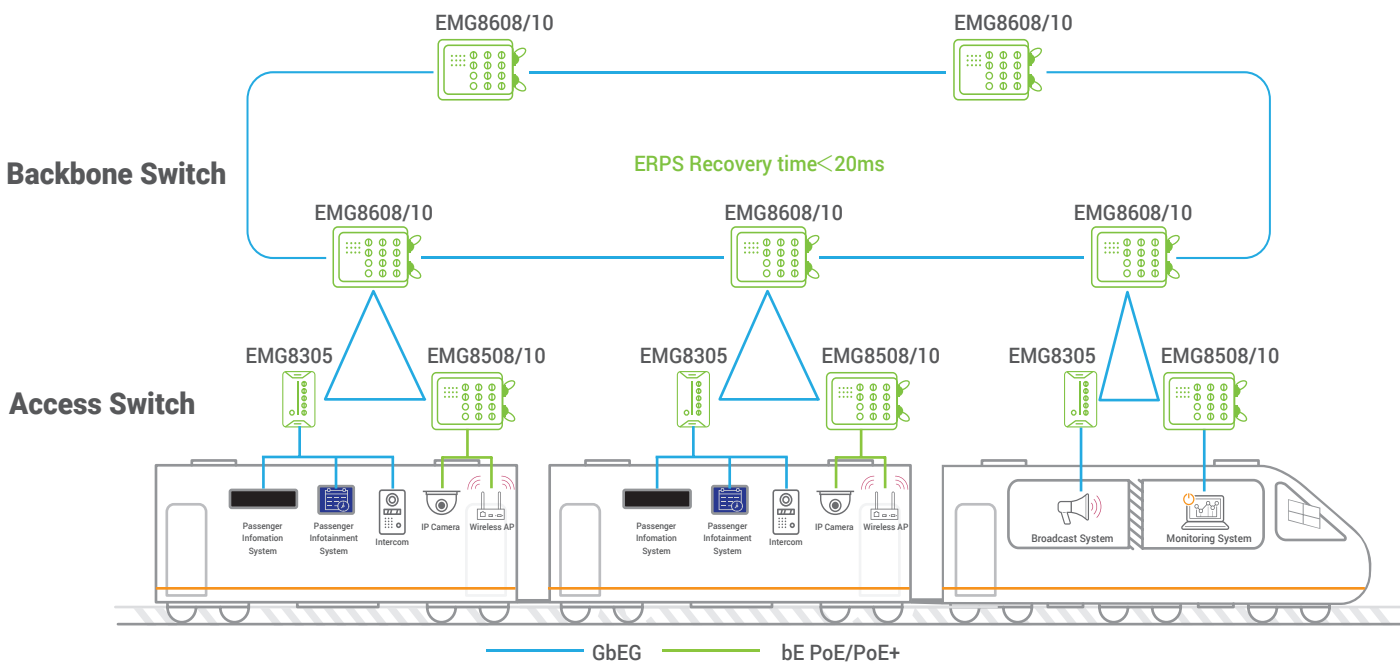 EMG8608/10
EMG8608/10
ERPS Recovery time<20ms
Backbone Switch
EMG8608/10
EMG8608/10
EMG8608/10
EMG8305
EMG8508/10
EMG8305
EMG8508/10
EMG8305
EMG8508/10
Access Switch
Passenger
Infomation
System
Passenger
Infotainment
System
Intercom
IP Camera
Wireless AP
Passenger
Infomation
System
Passenger
Infotainment
System
Intercom
IP Camera
Wireless AP
Broadcast System
Monitoring System
GbEG
bE PoE/PoE+